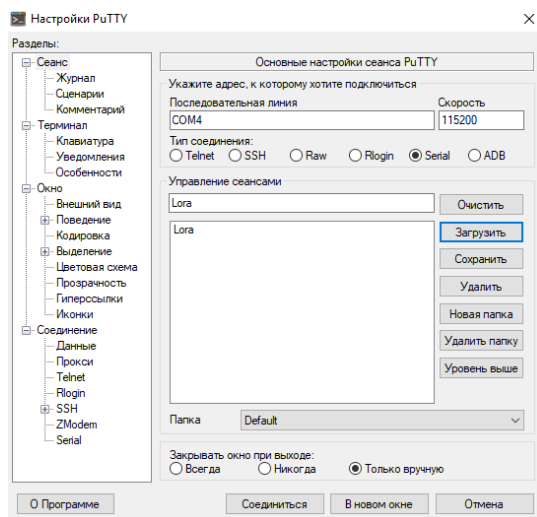 Настройки PuTTY
Разделы:
Сеанс
Журнал
Сценарии
Комментарий
Терминал
Клавиатура
Уведомления
Особенности
Окно
Внешний вид
Поведение
Кодировка
Выделение
Цветовая схема
Прозрачность
Гиперссылки
Иконки
Соединение
Данные
Прокси
Telnet
Rlogin
SSH
ZModem
Serial
Основные настройки сеанса PuTTY
Укажите адрес, к которому хотите подключиться
Последовательная линия Скорость
COM4 115200
Тип соединения:
Telnet SSH Raw Rlogin Serial ADB
Управление сеансами
Lora Очистить
Lora
Загрузить
Сохранить
Удалить
Новая папка
Удалить папку
Уровень выше
Папка Default
Закрывать окно при выходе:
Всегда Никогда Только вручную
О Программе Соединиться В новом окне Отмена